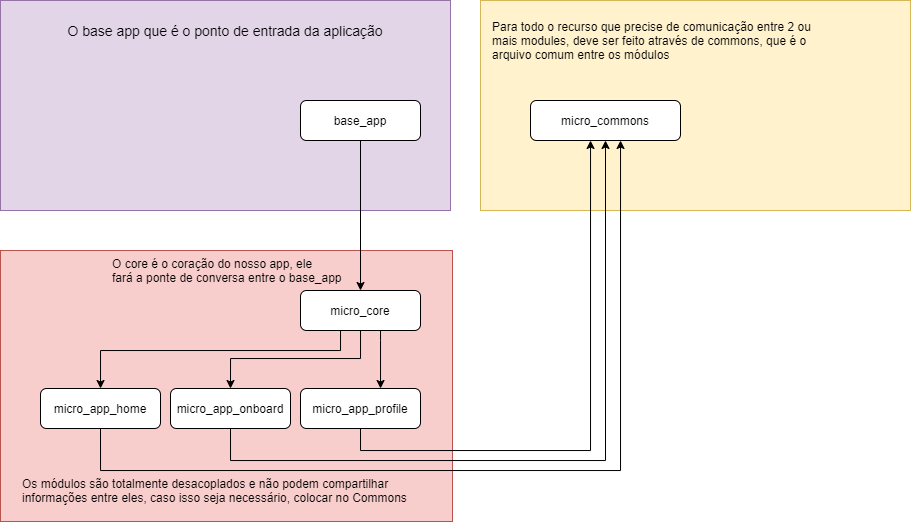 O base app que é o ponto de entrada da aplicação
base_app
Para todo o recurso que precise de comunicação entre 2 ou
mais modules, deve ser feito através de commons, que é o
arquivo comum entre os módulos
micro_commons
O core é o coração do nosso app, ele
fará a ponte de conversa entre o base_app
micro_core
micro_app_home
micro_app_onboard
micro_app_profile
Os módulos são totalmente desacoplados e não podem compartilhar
informações entre eles, caso isso seja necessário, colocar no Commons